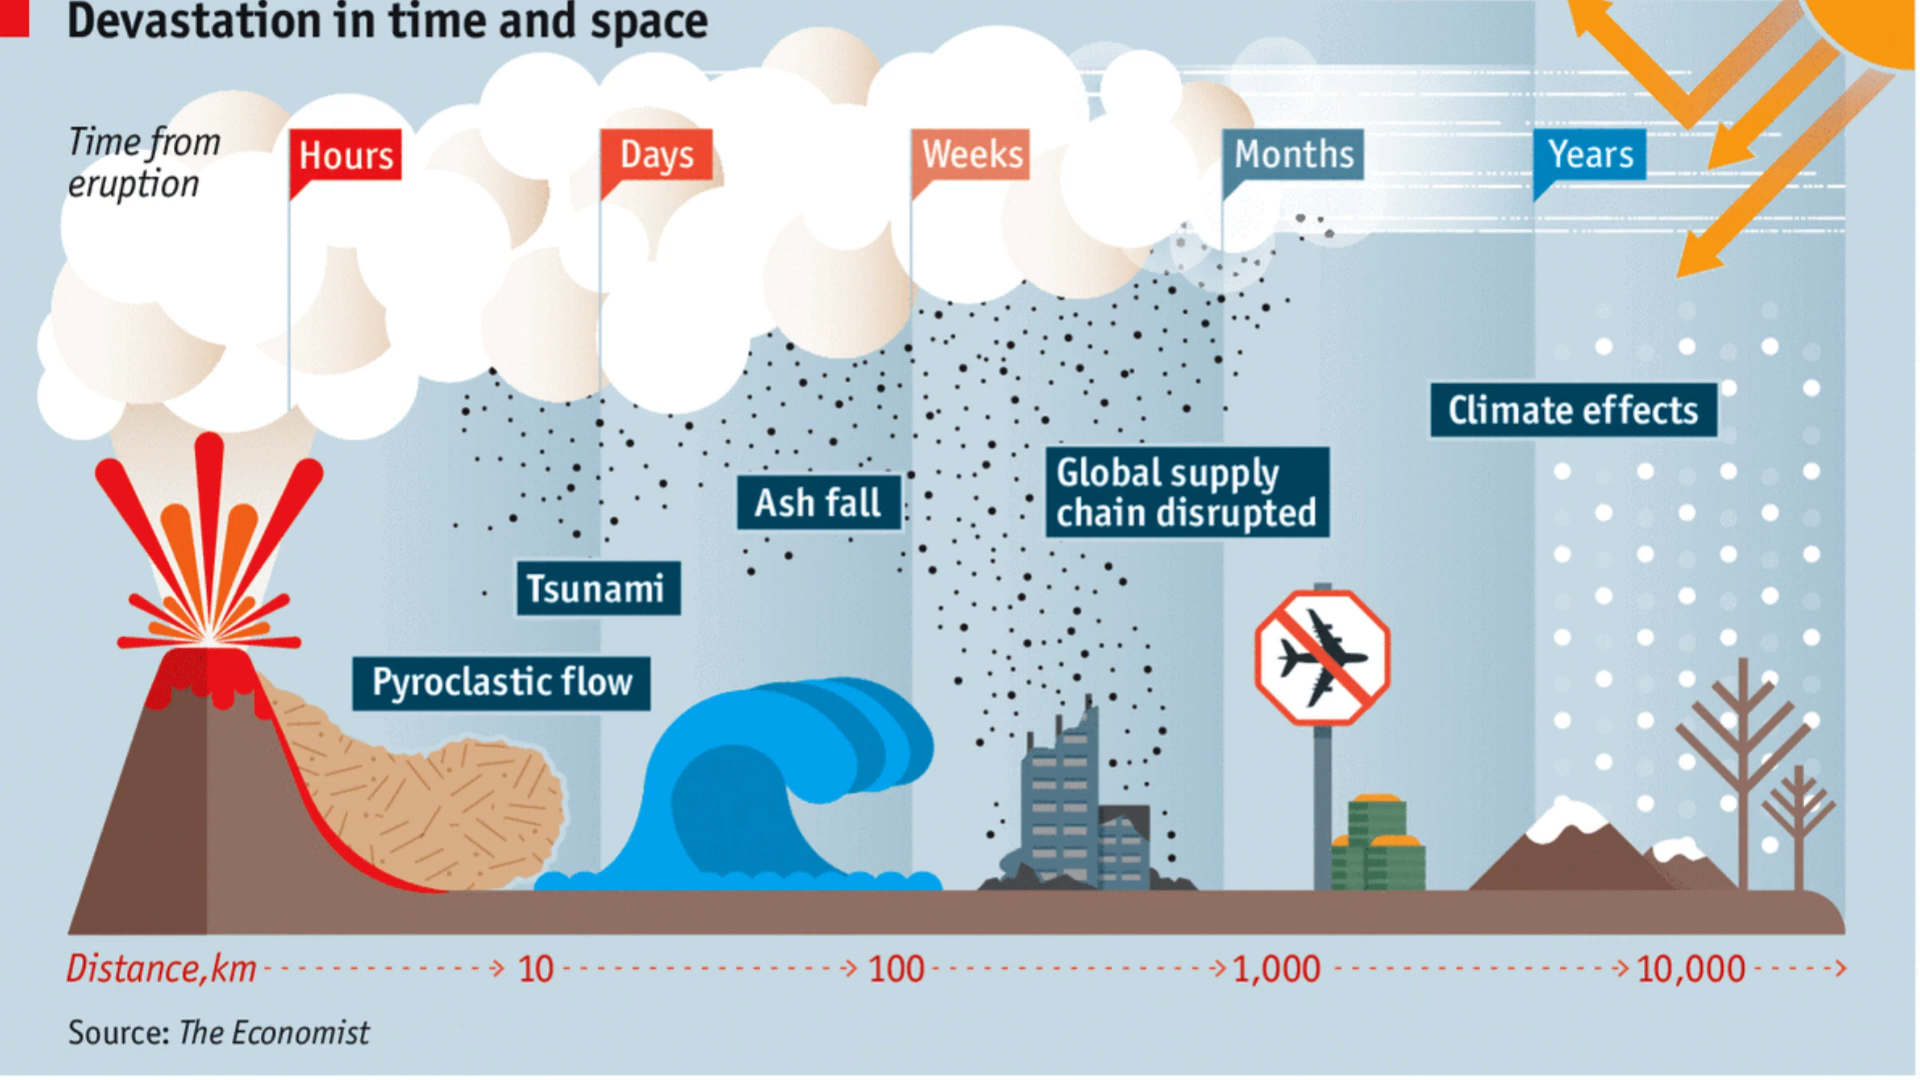 Devastation in time and space
Time from
eruption
Hours
Days
Weeks
Months
Years
Climate effects
Global supply
chain disrupted
Ash fall
Tsunami
Pyroclastic flow
Distance, km 10 100 1,000 10,000
Source: The Economist